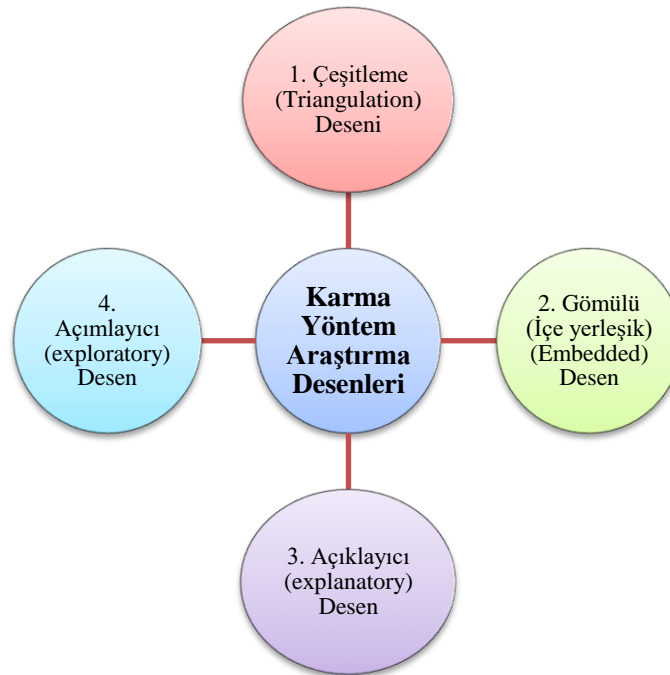 1. Çeşitleme
(Triangulation)
Deseni
4.
Açımlayıcı
(exploratory)
Desen
Karma
Yöntem
Araştırma
Desenleri
2. Gömülü
(İçe yerleşik)
(Embedded)
Desen
3. Açıklayıcı
(explanatory)
Desen